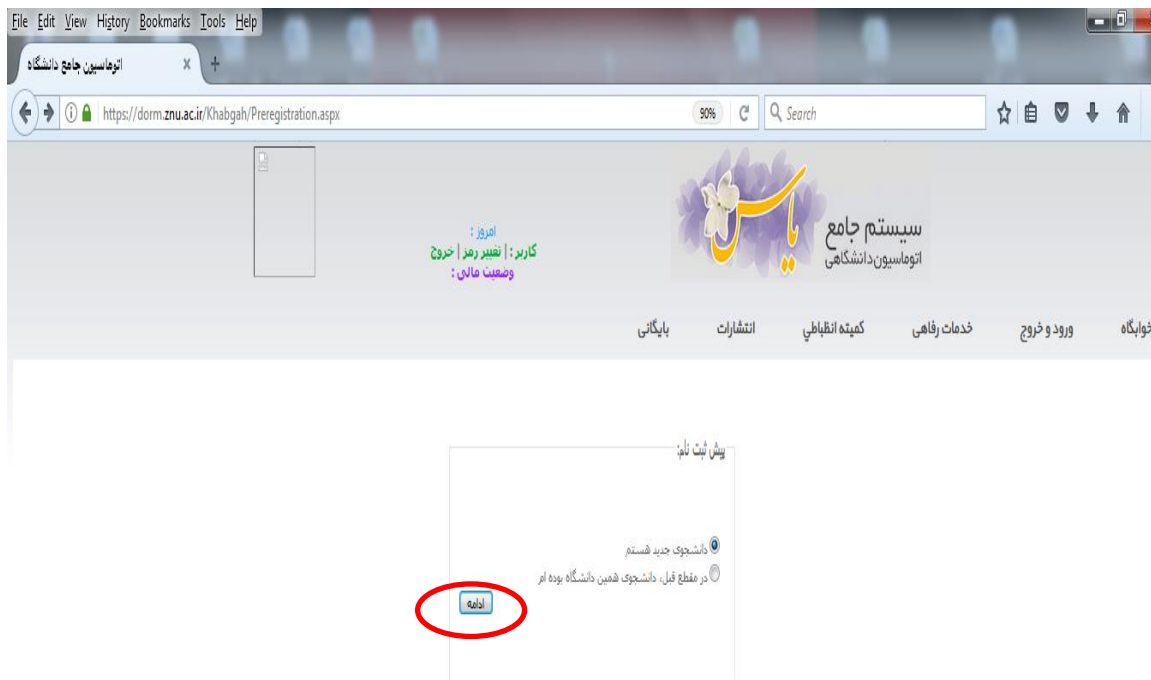 File Edit View History Bookmarks Tools Help
اتوماسیون جامع دانشگاه × +
https://dorm.znu.ac.ir/Khabgah/Preregistration.aspx 90% Search
یاس
سیستم جامع
اتوماسیون دانشگاهی
امروز :
کاربر : | تغییر رمز | خروج
وضعیت مالی :
خوابگاه ورود و خروج خدمات رفاهی کمیته انظباطي انتشارات بایگانی
پیش ثبت نام:
دانشجوی جدید هستم
در مقطع قبل، دانشجوی همین دانشگاه بوده ام
ادامه